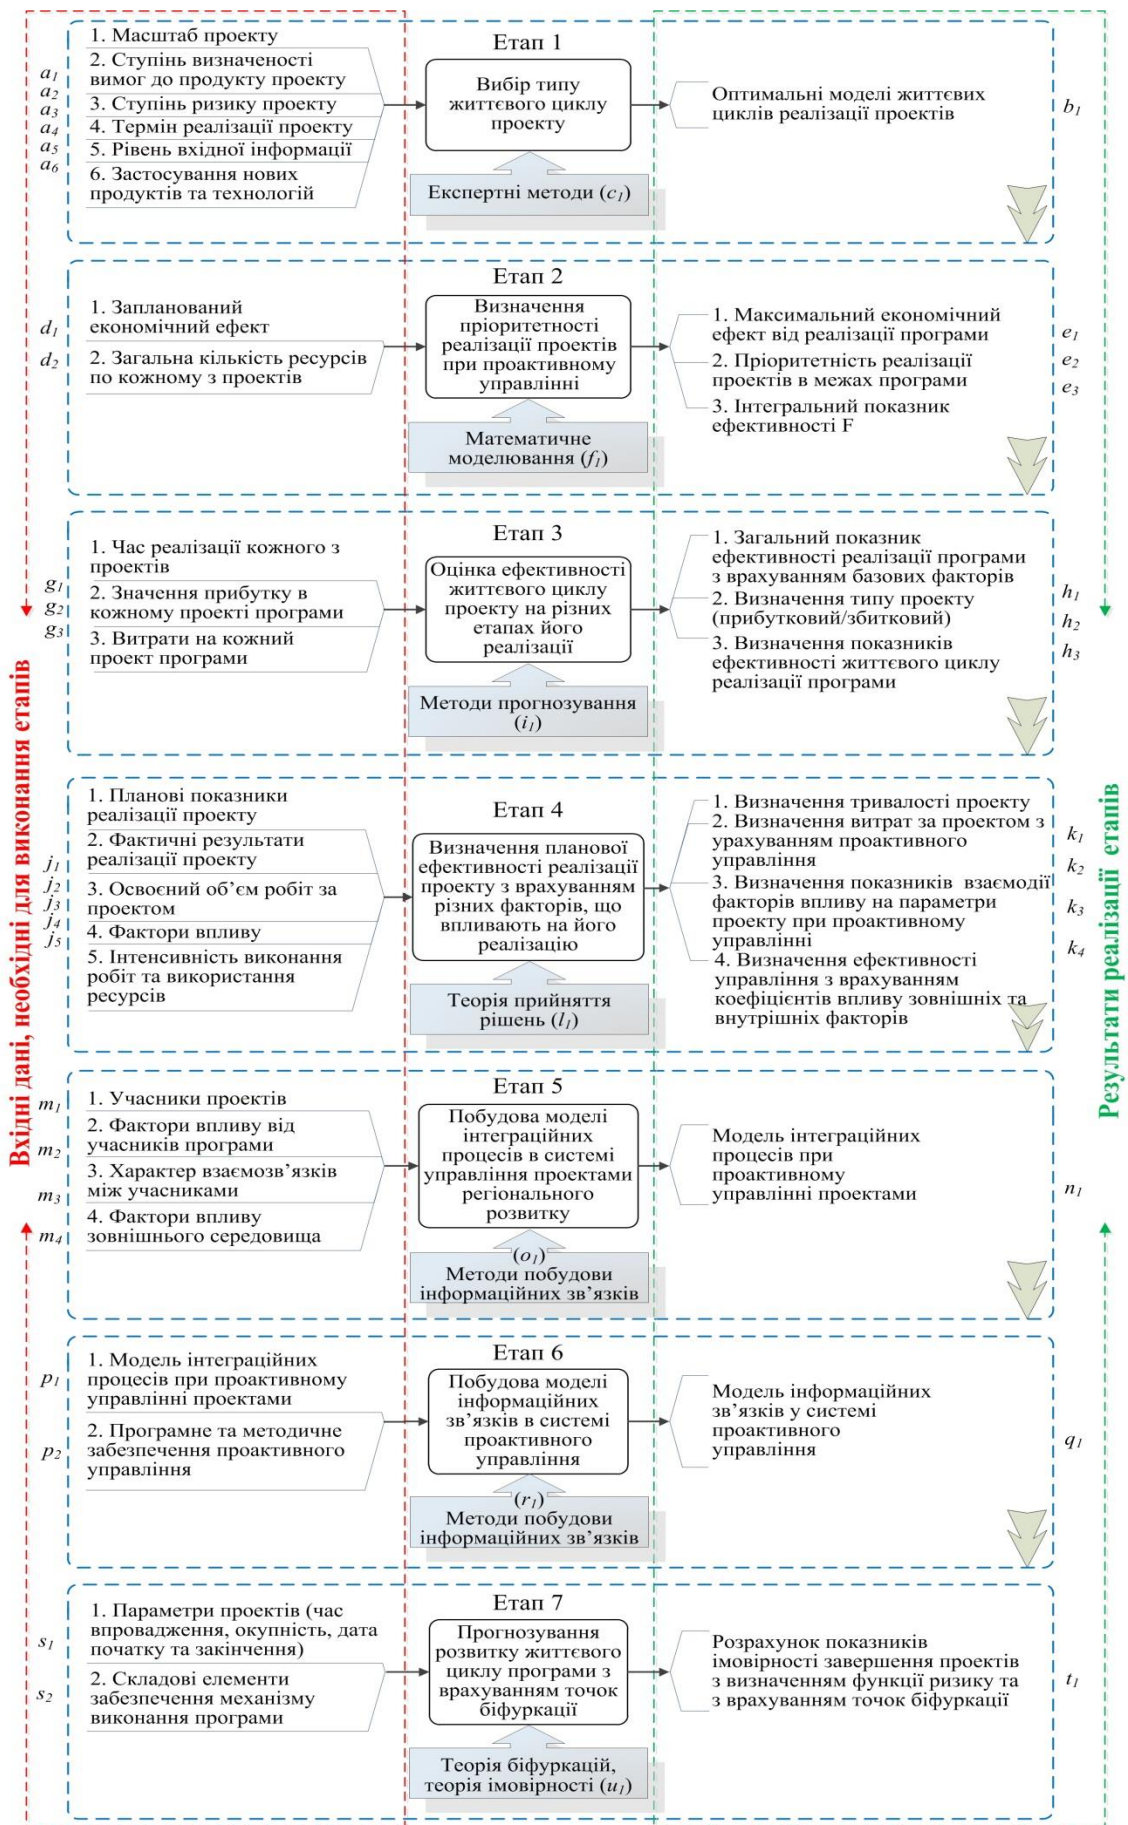 Етап 1
1. Масштаб проекту
2. Ступінь визначеності
вимог до продукту проекту
3. Ступінь ризику проекту
4. Термін реалізації проекту
5. Рівень вхідної інформації
6. Застосування нових
продуктів та технологій
a1
a2
a3
a4
a5
a6
Вибір типу
життєвого циклу
проекту
Експертні методи (c1)
Оптимальні моделі життєвих
циклів реалізації проектів
b1
Етап 2
1. Запланований
економічний ефект
2. Загальна кількість ресурсів
по кожному з проектів
d1
d2
Визначення
пріоритетності
реалізації проектів
при проактивному
управлінні
Математичне
моделювання (f1)
1. Максимальний економічний
ефект від реалізації програми
2. Пріоритетність реалізації
проектів в межах програми
3. Інтегральний показник
ефективності F
e1
e2
e3
Етап 3
1. Час реалізації кожного з
проектів
2. Значення прибутку в
кожному проекті програми
3. Витрати на кожний
проект програми
g1
g2
g3
Оцінка ефективності
життєвого циклу
проекту на різних
етапах його
реалізації
Методи прогнозування
(i1)
1. Загальний показник
ефективності реалізації програми
з врахуванням базових факторів
2. Визначення типу проекту
(прибутковий/збитковий)
3. Визначення показників
ефективності життєвого циклу
реалізації програми
h1
h2
h3
Етап 4
1. Планові показники
реалізації проекту
2. Фактичні результати
реалізації проекту
3. Освоєний об’єм робіт за
проектом
4. Фактори впливу
5. Інтенсивність виконання
робіт та використання
ресурсів
j1
j2
j3
j4
j5
Визначення планової
ефективності реалізації
проекту з врахуванням
різних факторів, що
впливають на його
реалізацію
Теорія прийняття
рішень (l1)
1. Визначення тривалості проекту
2. Визначення витрат за проектом з
урахуванням проактивного
управління
3. Визначення показників взаємодії
факторів впливу на параметри
проекту при проактивному
управлінні
4. Визначення ефективності
управління з врахуванням
коефіцієнтів впливу зовнішніх та
внутрішніх факторів
k1
k2
k3
k4
Етап 5
1. Учасники проектів
2. Фактори впливу від
учасників програми
3. Характер взаємозв’язків
між учасниками
4. Фактори впливу
зовнішнього середовища
m1
m2
m3
m4
Побудова моделі
інтеграційних
процесів в системі
управління проектами
регіонального
розвитку
(o1)
Методи побудови
інформаційних зв’язків
Модель інтеграційних
процесів при
проактивному
управлінні проектами
n1
Етап 6
1. Модель інтеграційних
процесів при проактивному
управлінні проектами
2. Програмне та методичне
забезпечення проактивного
управління
p1
p2
Побудова моделі
інформаційних
зв’язків в системі
проактивного
управління
(r1)
Методи побудови
інформаційних зв’язків
Модель інформаційних
зв’язків у системі
проактивного
управління
q1
Етап 7
1. Параметри проектів (час
впровадження, окупність, дата
початку та закінчення)
2. Складові елементи
забезпечення механізму
виконання програми
s1
s2
Прогнозування
розвитку життєвого
циклу програми з
врахуванням точок
біфуркації
Теорія біфуркацій,
теорія імовірності (u1)
Розрахунок показників
імовірності завершення проектів
з визначенням функції ризику та
з врахуванням точок біфуркації
t1
Вхідні дані, необхідні для виконання етапів
Результати реалізації етапів